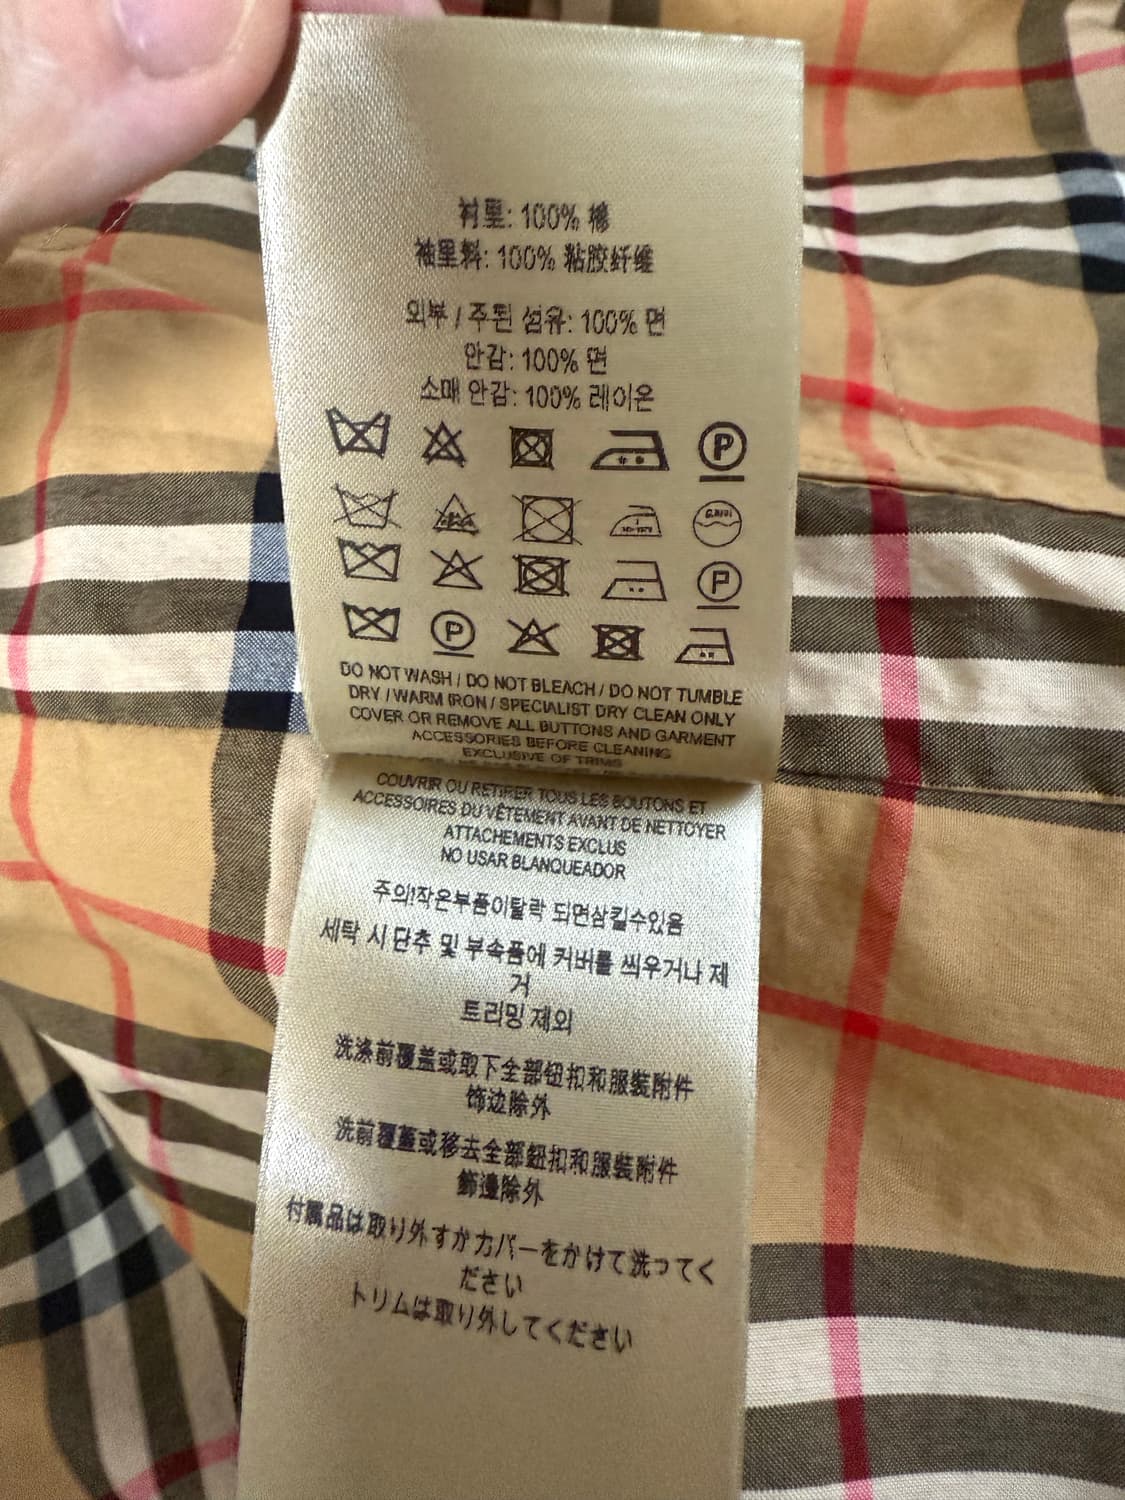 衬里: 100% 棉
袖里料: 100% 粘胶纤维
외부 / 주된 섬유: 100% 면
안감: 100% 면
소매 안감: 100% 레이온
P
P
P
DO NOT WASH / DO NOT BLEACH / DO NOT TUMBLE
DRY / WARM IRON / SPECIALIST DRY CLEAN ONLY
COVER OR REMOVE ALL BUTTONS AND GARMENT
ACCESSORIES BEFORE CLEANING
EXCLUSIVE OF TRIMS
COUVRIR OU RETIRER TOUS LES BOUTONS ET
ACCESSOIRES DU VÊTEMENT AVANT DE NETTOYER
ATTACHEMENTS EXCLUS
NO USAR BLANQUEADOR
주의!작은부품이탈락 되면삼킬수있음
세탁 시 단추 및 부속품에 커버를 씌우거나 제
거
트리밍 제외
洗涤前覆盖或取下全部钮扣和服装附件
饰边除外
洗前覆蓋或移去全部鈕扣和服裝附件
飾邊除外
付属品は取り外すかカバーをかけて洗ってく
ださい
トリムは取り外してください